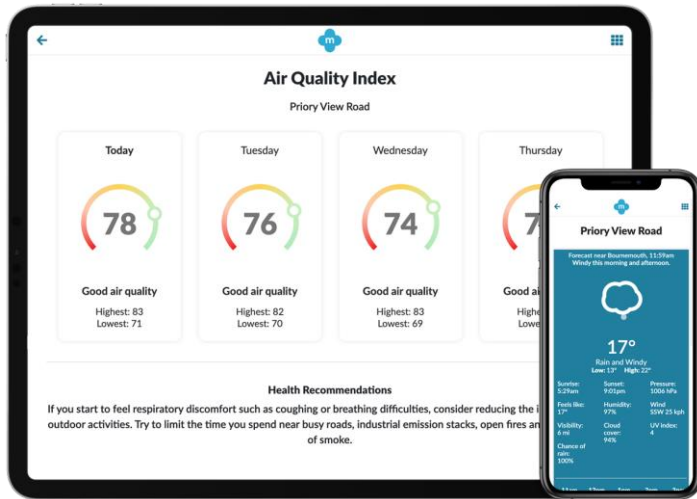 m
Air Quality Index
Priory View Road
Today
78
Good air quality
Highest: 83
Lowest: 71
Tuesday
76
Good air quality
Highest: 82
Lowest: 70
Wednesday
74
Good air quality
Highest: 83
Lowest: 69
Thursday
Health Recommendations
If you start to feel respiratory discomfort such as coughing or breathing difficulties, consider reducing the
outdoor activities. Try to limit the time you spend near busy roads, industrial emission stacks, open fires
of smoke.
m
Priory View Road
Forecast near Bournemouth, 11:59am
Windy this morning and afternoon.
17°
Rain and Windy
Low: 13° High: 22°
Sunrise:
5:29am
Sunset:
9:01pm
Pressure:
1006 hPa
Feels like:
17°
Humidity:
97%
Wind
SSW 25 kph
Visibility:
6 mi
Cloud
cover:
94%
UV index:
4
Chance of
rain:
100%